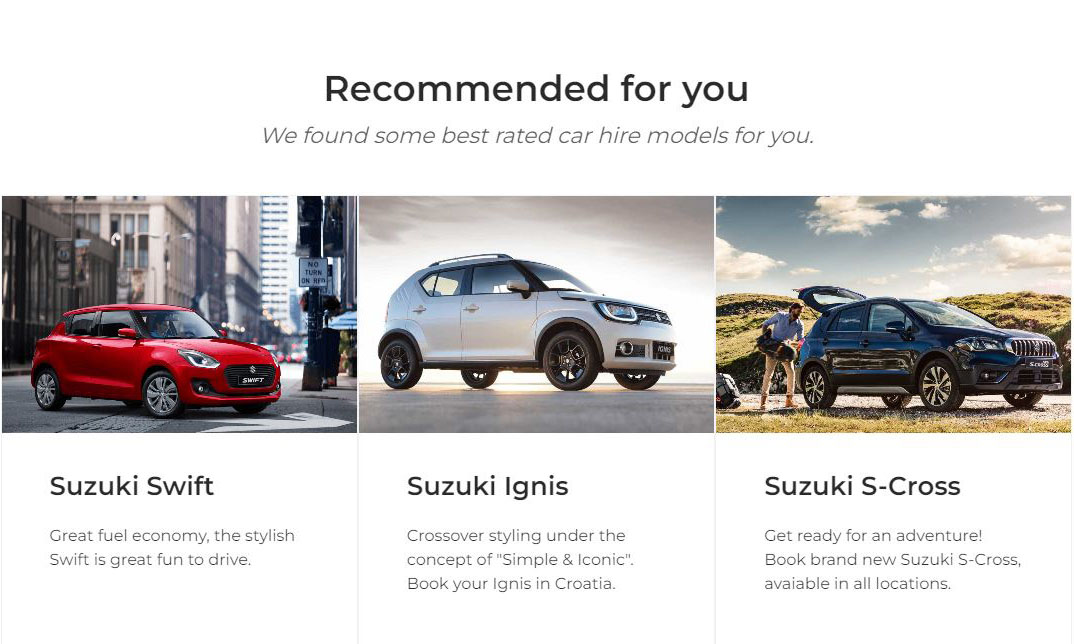 Recommended for you
We found some best rated car hire models for you.
NO
TURN
ON RED
SWIFT
IGNIS
S-CROSS
Suzuki Swift
Great fuel economy, the stylish
Swift is great fun to drive.
Suzuki Ignis
Crossover styling under the
concept of "Simple & Iconic".
Book your Ignis in Croatia.
Suzuki S-Cross
Get ready for an adventure!
Book brand new Suzuki S-Cross,
avaiable in all locations.